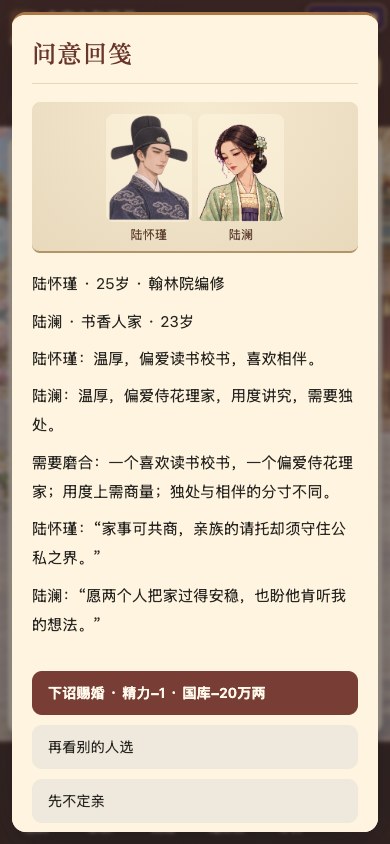 问意回笺
陆怀瑾
陆澜
陆怀瑾 · 25岁 · 翰林院编修
陆澜 · 书香人家 · 23岁
陆怀瑾：温厚，偏爱读书校书，喜欢相伴。
陆澜：温厚，偏爱侍花理家，用度讲究，需要独
处。
需要磨合：一个喜欢读书校书，一个偏爱侍花理
家；用度上需商量；独处与相伴的分寸不同。
陆怀瑾：“家事可共商，亲族的请托却须守住公
私之界。”
陆澜：“愿两个人把家过得安稳，也盼他肯听我
的想法。”
下诏赐婚 · 精力–1 · 国库–20万两
再看别的人选
先不定亲